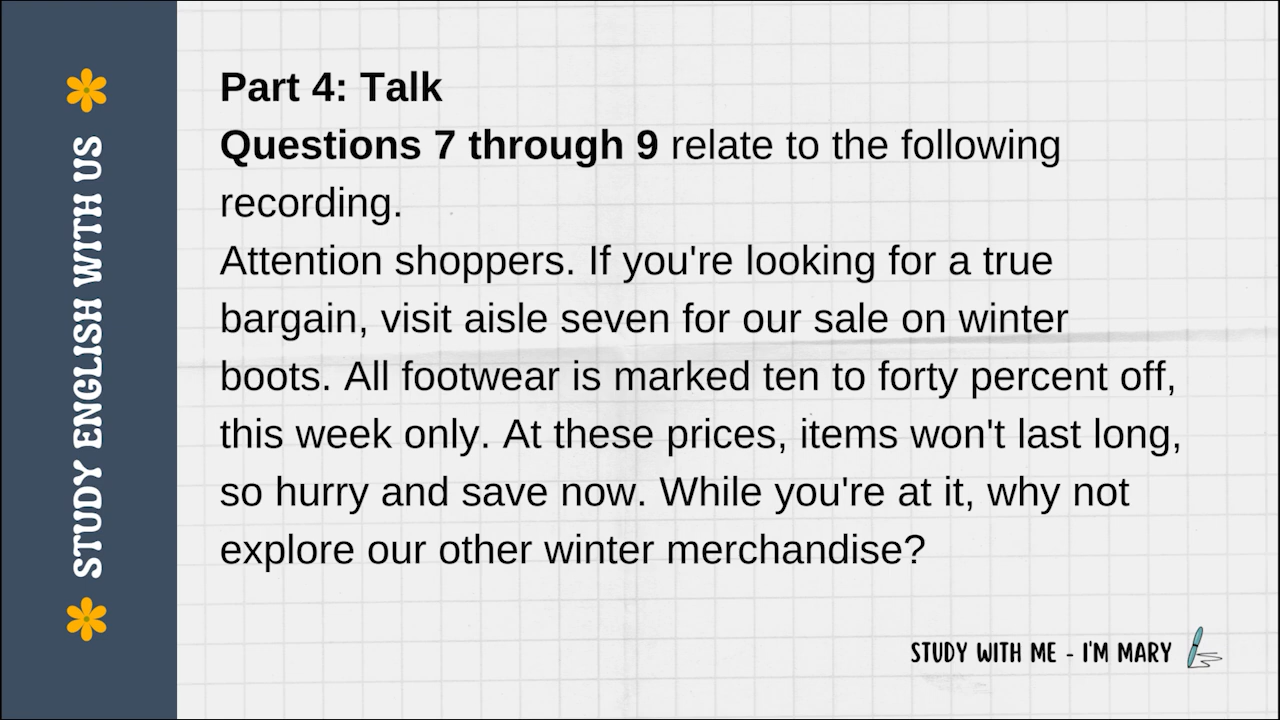 STUDY ENGLISH WITH US
Part 4: Talk
Questions 7 through 9 relate to the following
recording.
Attention shoppers. If you're looking for a true
bargain, visit aisle seven for our sale on winter
boots. All footwear is marked ten to forty percent off,
this week only. At these prices, items won't last long,
so hurry and save now. While you're at it, why not
explore our other winter merchandise?
STUDY WITH ME - I'M MARY